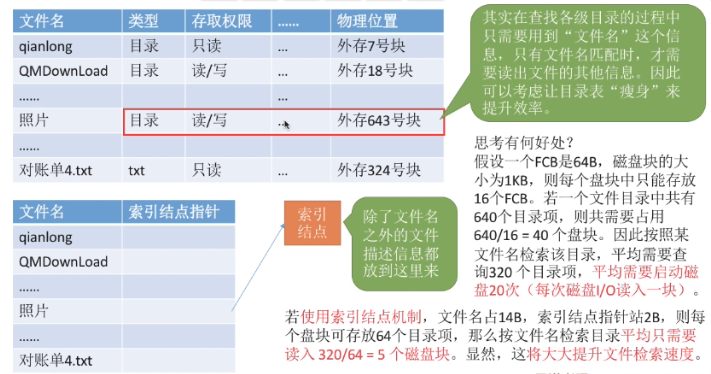 文件名 类型 存取权限 …… 物理位置
qianlong 目录 只读 … 外存7号块
QMDownLoad 目录 读/写 … 外存18号块
…… …
照片 目录 读/写 … 外存643号块
……
对账单4.txt txt 只读 … 外存324号块
其实在查找各级目录的过程中
只需要用到“文件名”这个信
息，只有文件名匹配时，才需
要读出文件的其他信息。因此
可以考虑让目录表“瘦身”来
提升效率。
思考有何好处？
假设一个FCB是64B，磁盘块的大
小为1KB，则每个盘块中只能存放
16个FCB。若一个文件目录中共有
640个目录项，则共需要占用
640/16 = 40 个盘块。因此按照某
文件名检索该目录，平均需要查
询320 个目录项，平均需要启动磁
盘20次（每次磁盘I/O读入一块）。
文件名 索引结点指针
qianlong
QMDownLoad
……
照片
……
对账单4.txt
索引
结点
除了文件名
之外的文件
描述信息都
放到这里来
若使用索引结点机制，文件名占14B，索引结点指针站2B，则每
个盘块可存放64个目录项，那么按文件名检索目录平均只需要
读入 320/64 = 5 个磁盘块。显然，这将大大提升文件检索速度。